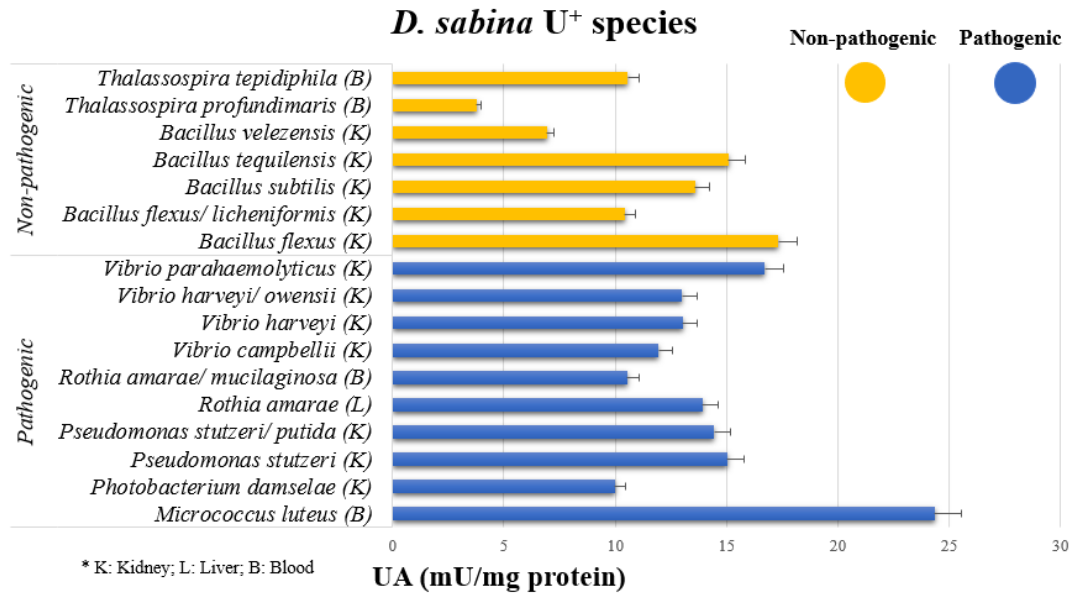 D. sabina U⁺ species
Non-pathogenic
Pathogenic
Non-pathogenic
Thalassospira tepidiphila (B)
Thalassospira profundimaris (B)
Bacillus velezensis (K)
Bacillus tequilensis (K)
Bacillus subtilis (K)
Bacillus flexus/ licheniformis (K)
Bacillus flexus (K)
Pathogenic
Vibrio parahaemolyticus (K)
Vibrio harveyi/ owensii (K)
Vibrio harveyi (K)
Vibrio campbellii (K)
Rothia amarae/ mucilaginosa (B)
Rothia amarae (L)
Pseudomonas stutzeri/ putida (K)
Pseudomonas stutzeri (K)
Photobacterium damselae (K)
Micrococcus luteus (B)
0 5 10 15 20 25 30
* K: Kidney; L: Liver; B: Blood
UA (mU/mg protein)